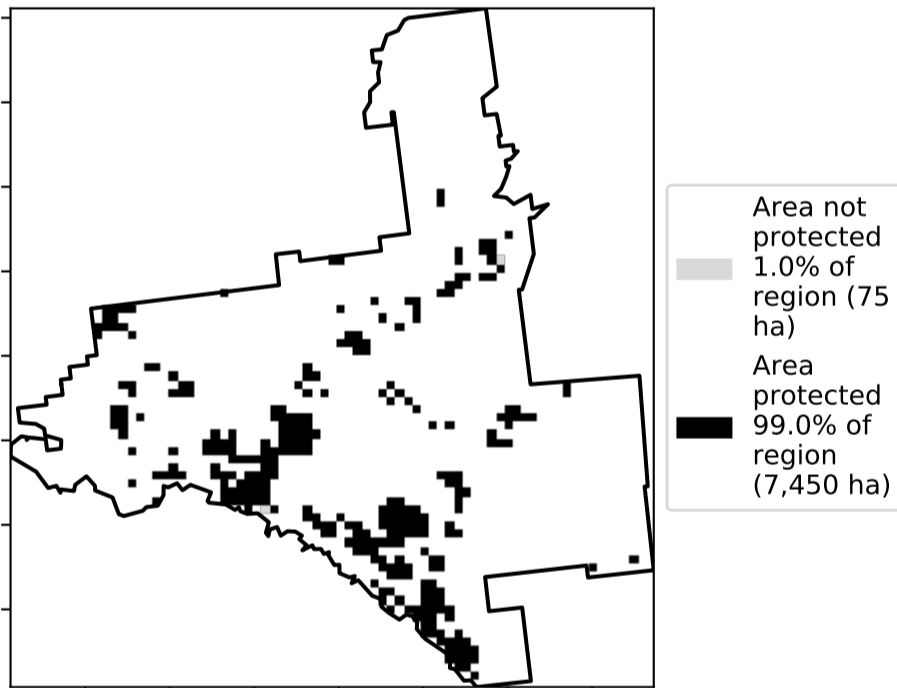 Area not
protected
1.0% of
region (75
ha)
Area
protected
99.0% of
region
(7,450 ha)